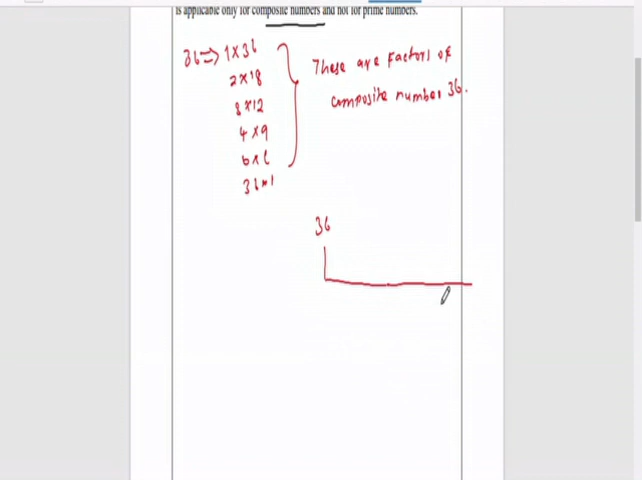 is applicable only for composite numbers and not for prime numbers.
36 ⇒ 1 x 36
2 x 18
3 x 12
4 x 9
6 x 6
36 x 1
These are factors of
composite number 36.
36